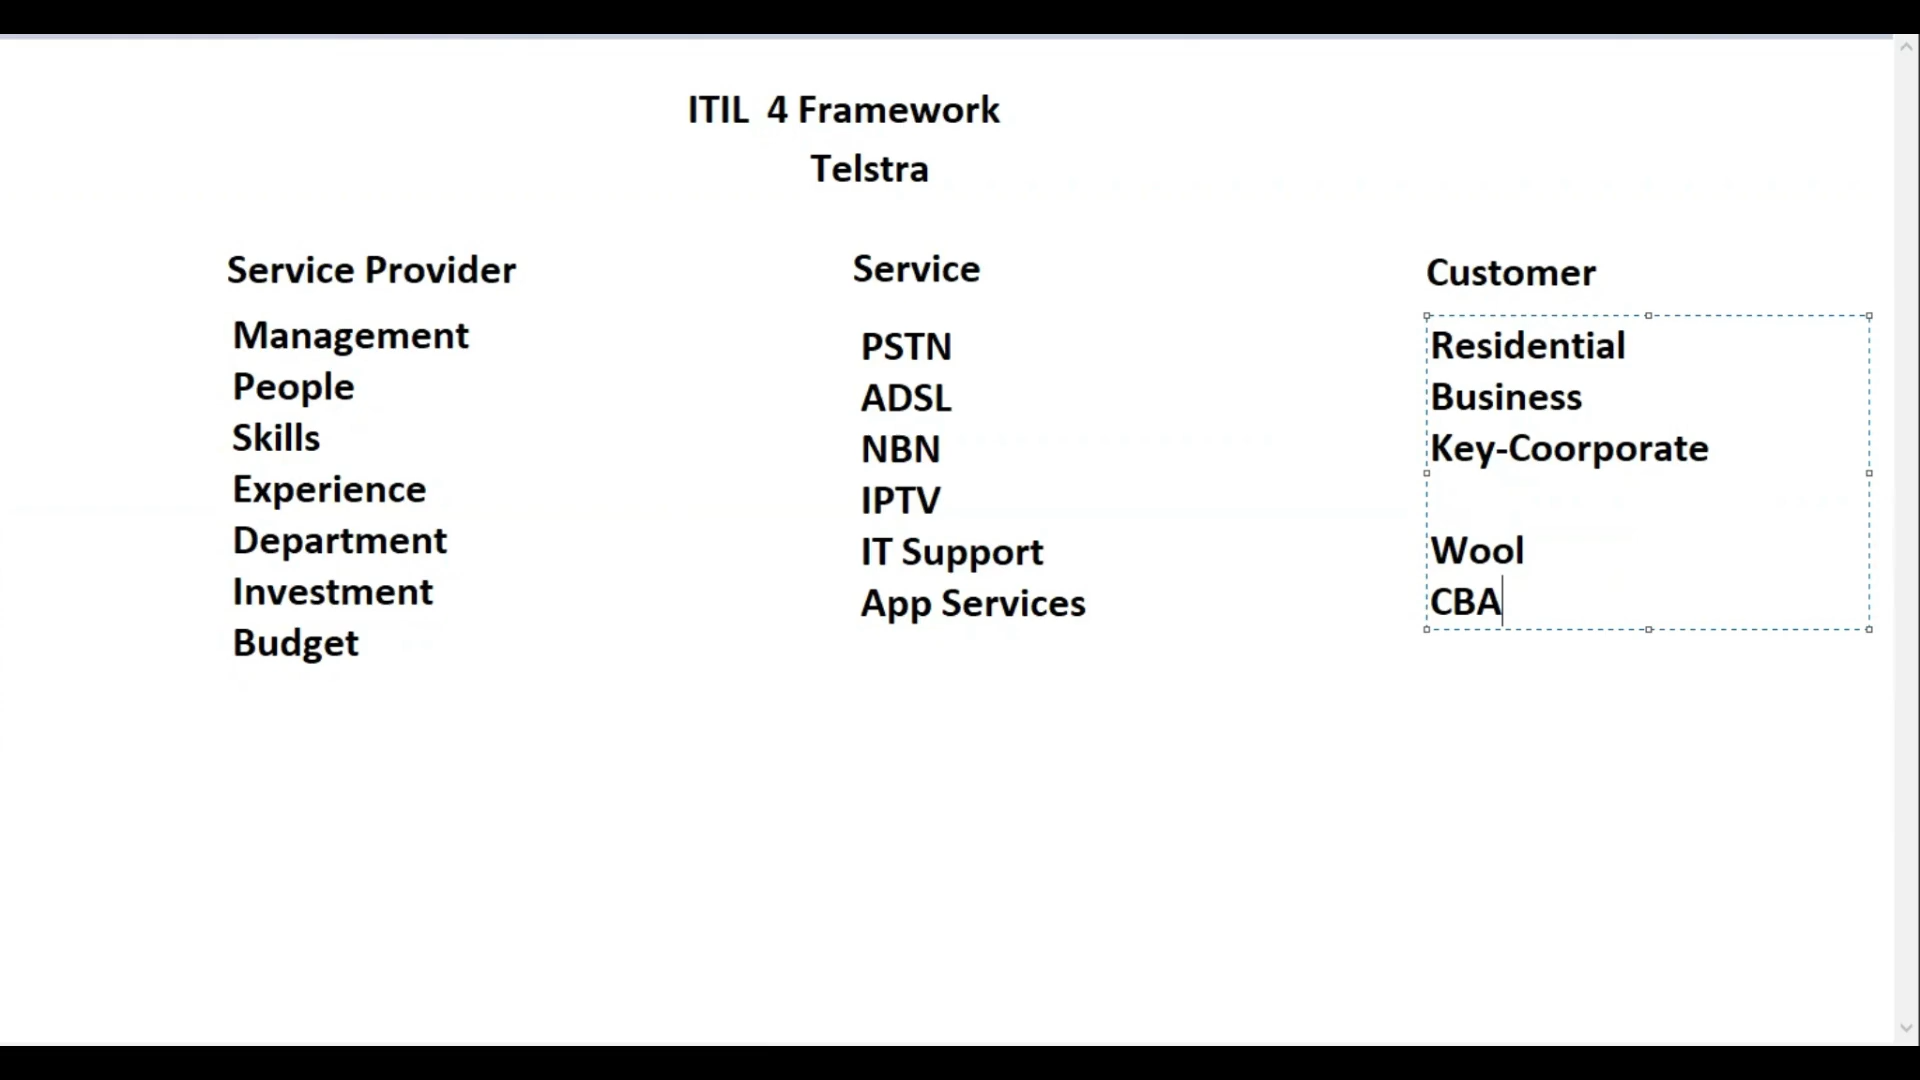 ITIL  4 Framework
Telstra
Service Provider
Management
People
Skills
Experience
Department
Investment
Budget
Service
PSTN
ADSL
NBN
IPTV
IT Support
App Services
Customer
Residential
Business
Key-Coorporate
Wool
CBA